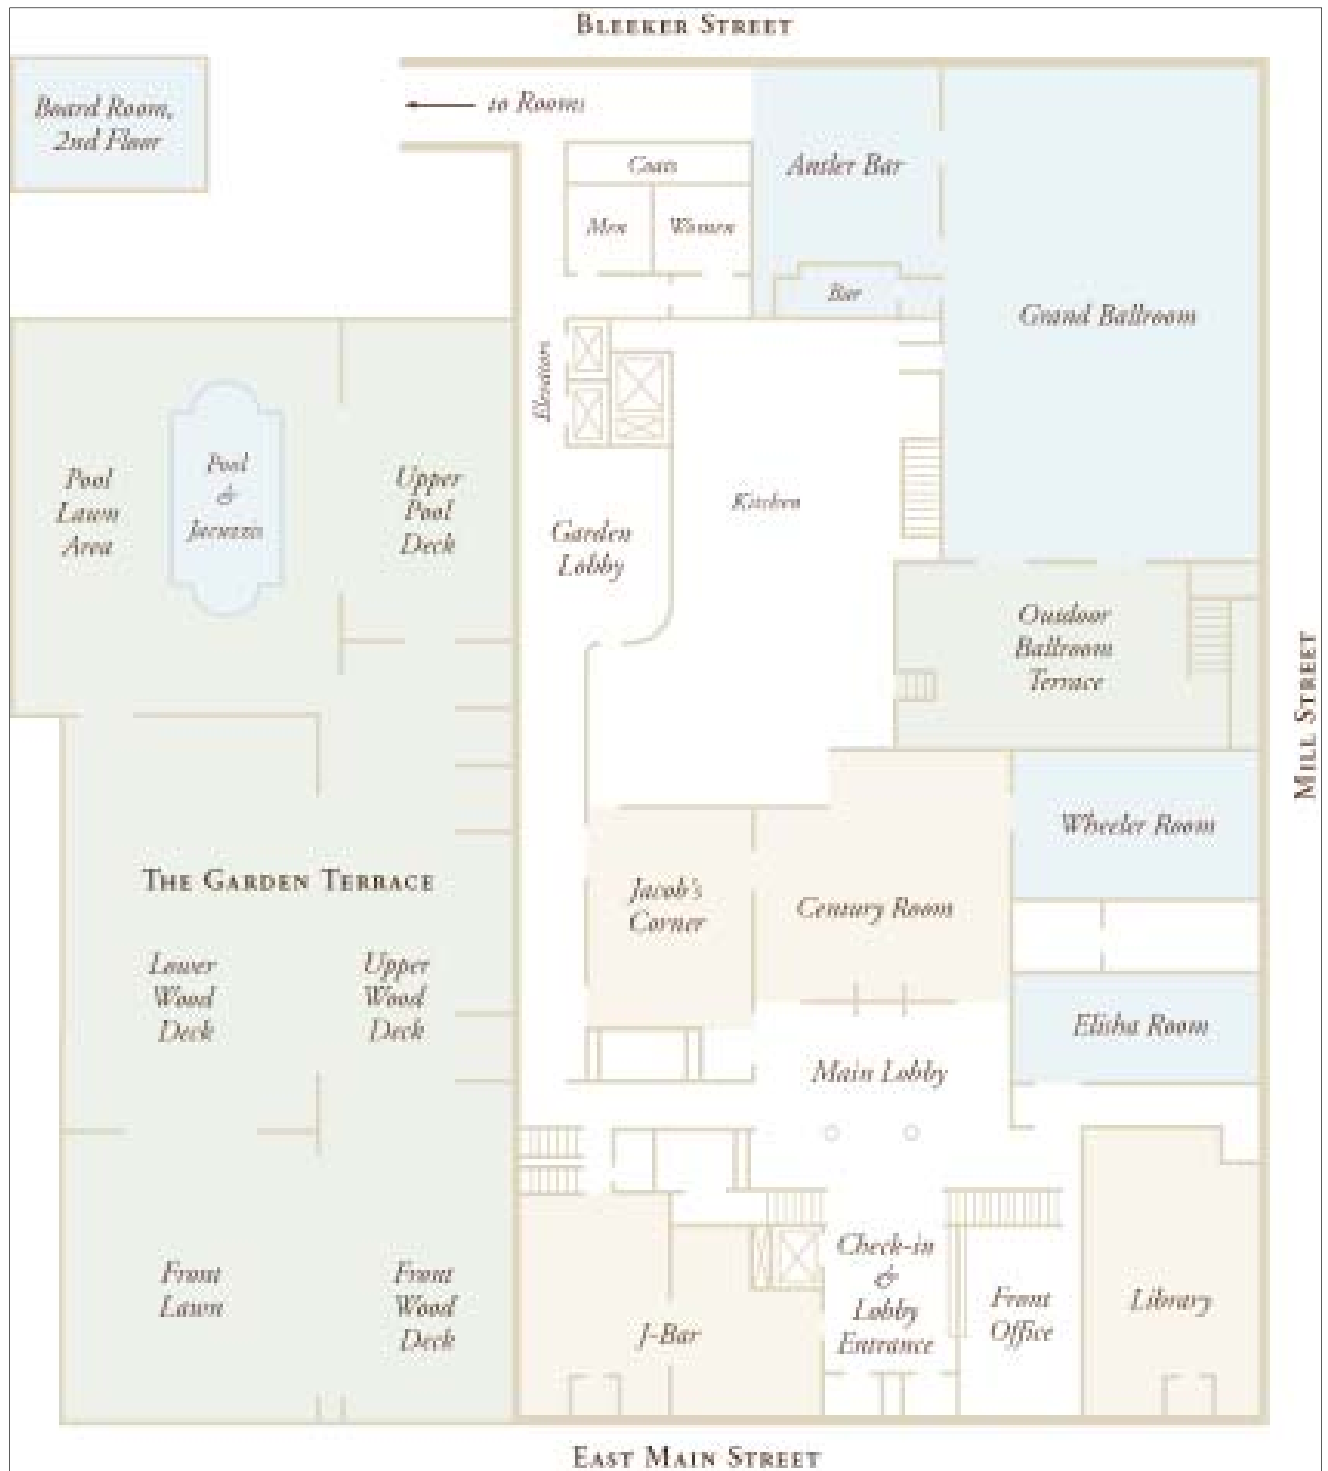 BLEEKER STREET
Board Room,
2nd Floor
to Rooms
Coats
Antler Bar
Men
Women
Bar
Grand Ballroom
Elevators
Pool
Lawn
Area
Pool
&
Jacuzzis
Upper
Pool
Deck
Garden
Lobby
Kitchen
Outdoor
Ballroom
Terrace
MILL STREET
Wheeler Room
THE GARDEN TERRACE
Jacob's
Corner
Century Room
Lower
Wood
Deck
Upper
Wood
Deck
Elisha Room
Main Lobby
Front
Lawn
Front
Wood
Deck
J-Bar
Check-in
&
Lobby
Entrance
Front
Office
Library
EAST MAIN STREET